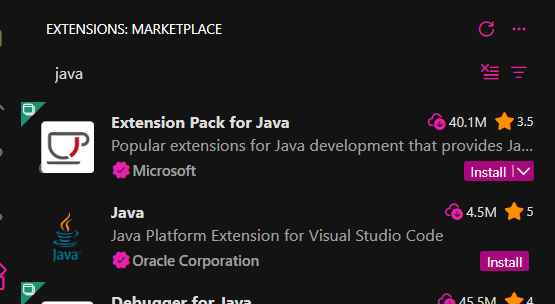 EXTENSIONS: MARKETPLACE
java
Extension Pack for Java 40.1M 3.5
Popular extensions for Java development that provides Ja...
Microsoft Install
Java 4.5M 5
Java Platform Extension for Visual Studio Code
Java
Oracle Corporation Install
Debugger for Java 45.5M 4